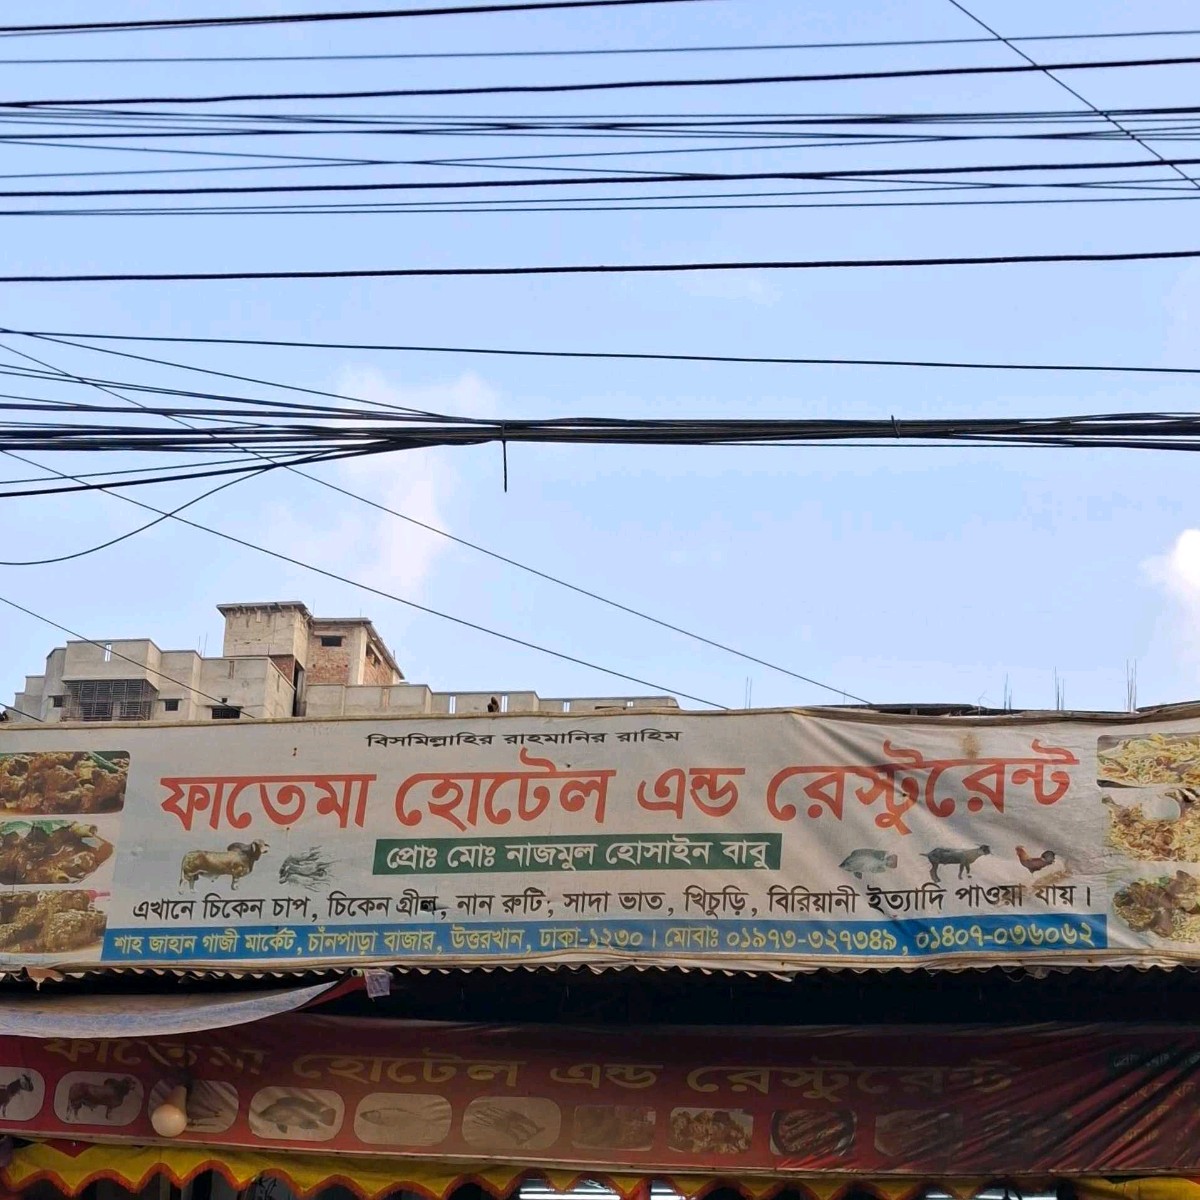 বিসমিল্লাহির রাহমানির রাহিম
ফাতেমা হোটেল এন্ড রেস্টুরেন্ট
প্রোঃ মোঃ নাজমুল হোসাইন বাবু
এখানে চিকেন চাপ, চিকেন গ্রীল, নান রুটি, সাদা ভাত, খিচুড়ি, বিরিয়ানী ইত্যাদি পাওয়া যায়।
শাহ জাহান গাজী মার্কেট, চাঁনপাড়া বাজার, উত্তরখান, ঢাকা-১২৩০। মোবাঃ ০১৯৭৩-৩২৭৩৪৯, ০১৪০৭-০৩৬০৬২
ফাতেমা হোটেল এন্ড রেস্টুরেন্ট